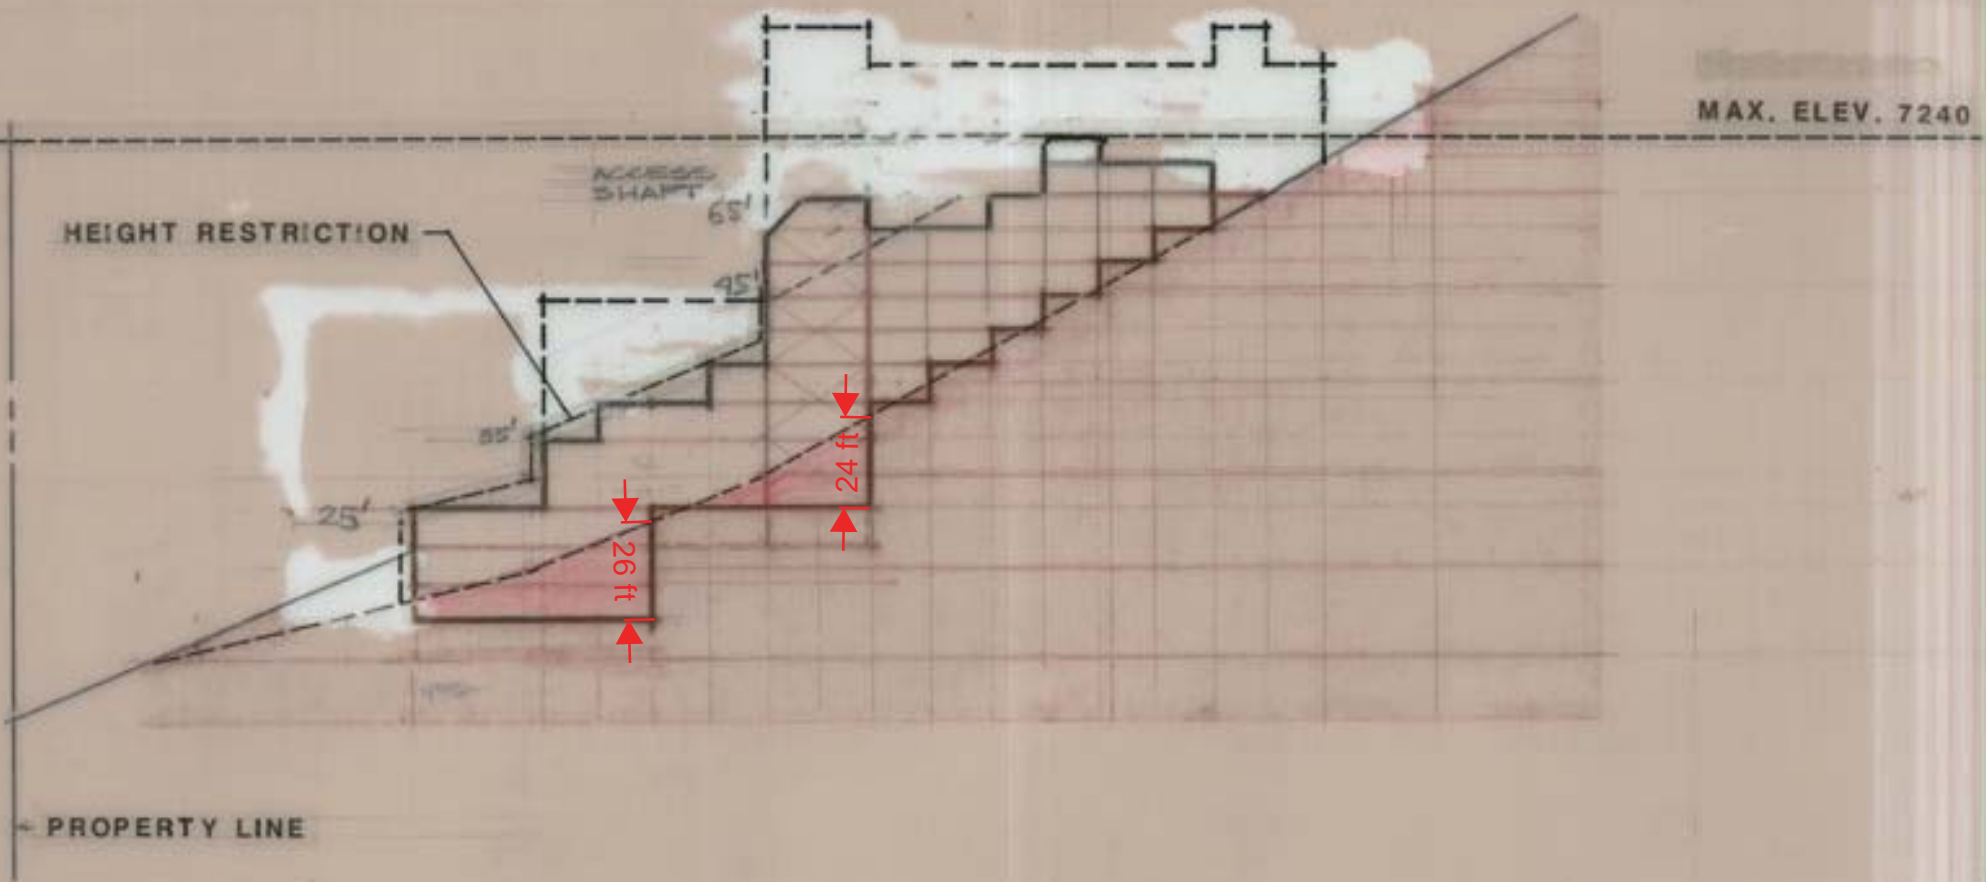 MAX. ELEV. 7240
ACCESS
SHAFT
65'
HEIGHT RESTRICTION
45'
25'
24 ft
26 ft
PROPERTY LINE